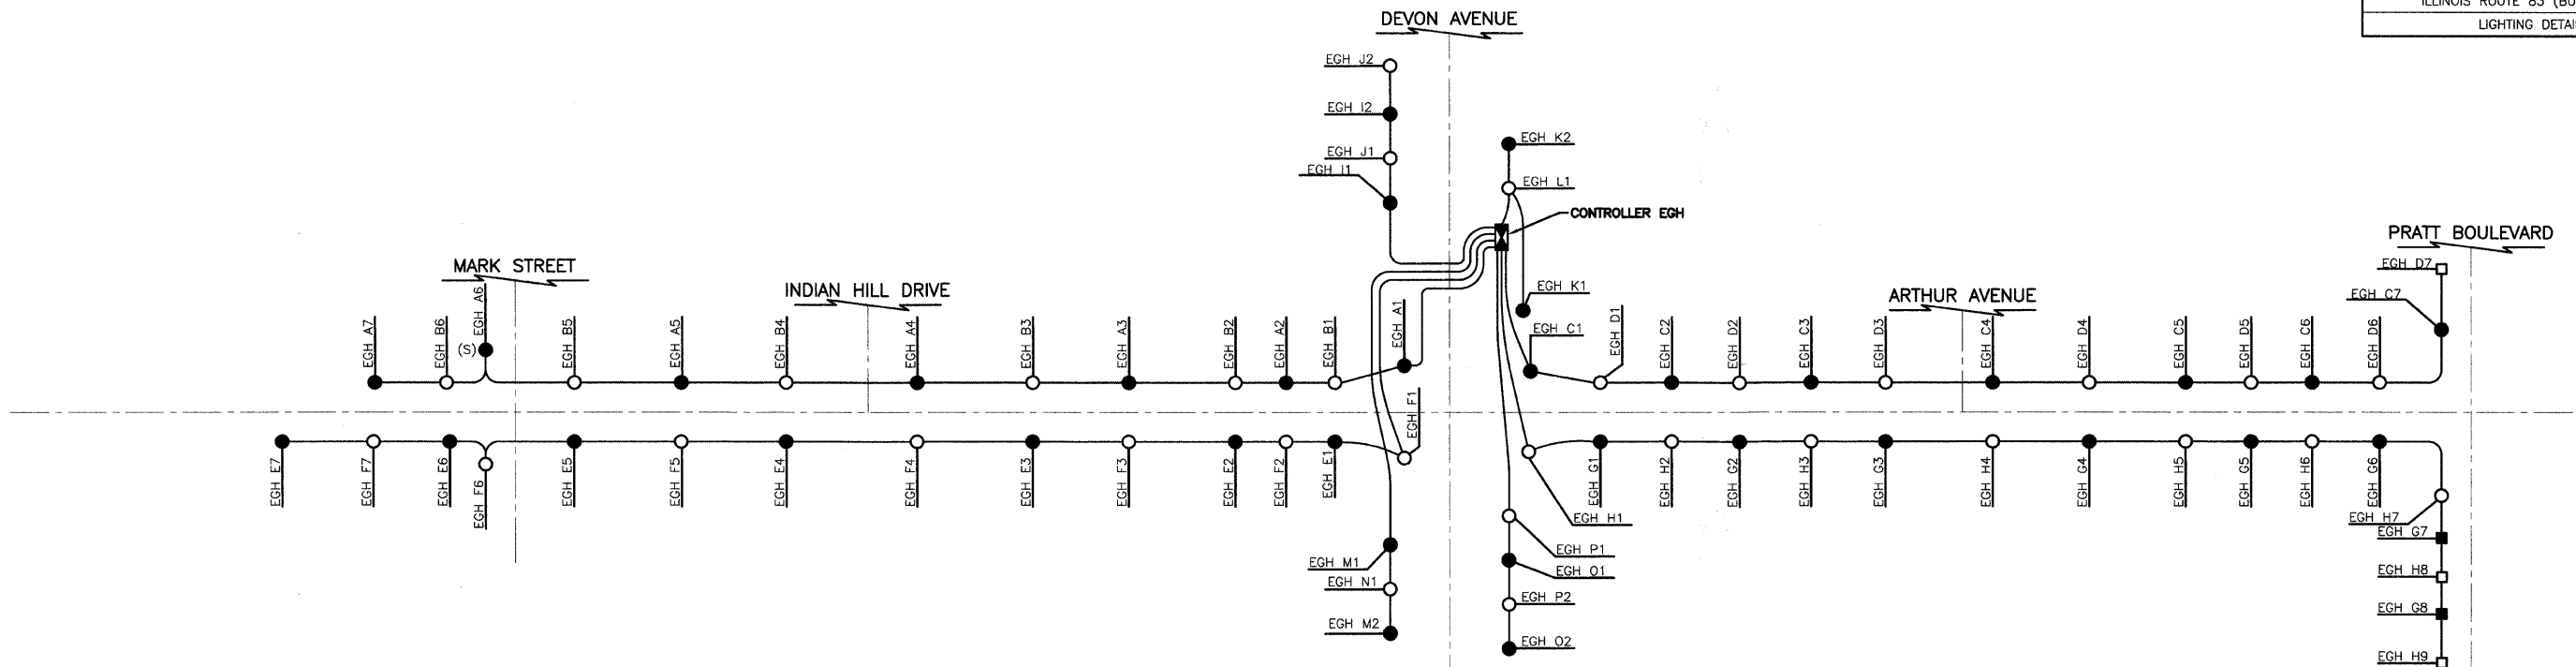 ILLINOIS ROUTE 83 (BU
LIGHTING DETAI
DEVON AVENUE
EGH J2
EGH I2
EGH J1
EGH I1
EGH K2
EGH L1
CONTROLLER EGH
PRATT BOULEVARD
EGH D7
EGH C7
MARK STREET
INDIAN HILL DRIVE
ARTHUR AVENUE
EGH K1
EGH C1
EGH A7
EGH B6
EGH A6
(S)
EGH B5
EGH A5
EGH B4
EGH A4
EGH B3
EGH A3
EGH B2
EGH A2
EGH B1
EGH A1
EGH D1
EGH C2
EGH D2
EGH C3
EGH D3
EGH C4
EGH D4
EGH C5
EGH D5
EGH C6
EGH D6
EGH F1
EGH E7
EGH F7
EGH E6
EGH F6
EGH E5
EGH F5
EGH E4
EGH F4
EGH E3
EGH F3
EGH E2
EGH F2
EGH E1
EGH G1
EGH H2
EGH G2
EGH H3
EGH G3
EGH H4
EGH G4
EGH H5
EGH G5
EGH H6
EGH G6
EGH H1
EGH H7
EGH G7
EGH H8
EGH G8
EGH H9
EGH M1
EGH N1
EGH M2
EGH P1
EGH O1
EGH P2
EGH O2